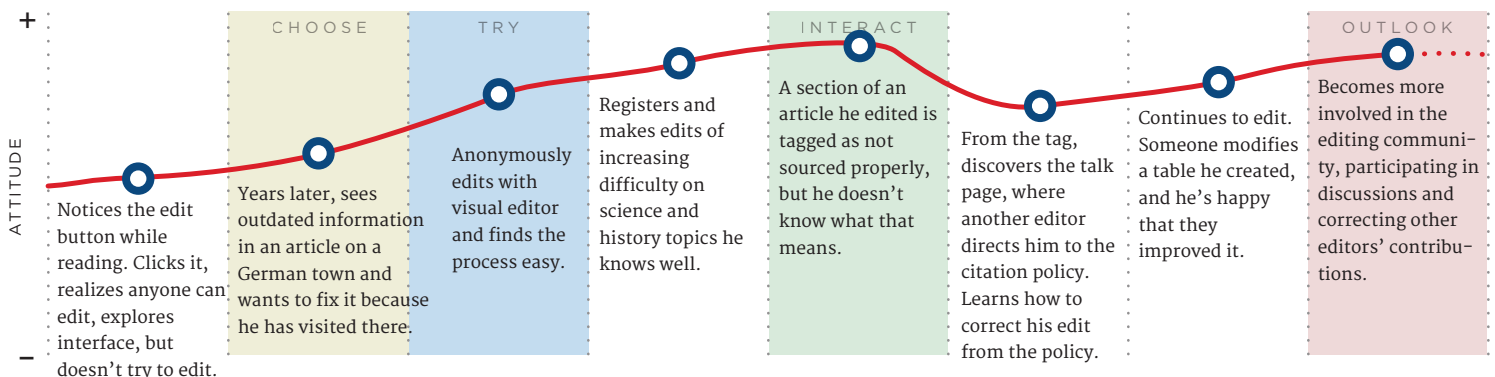 +
ATTITUDE
–
Notices the edit
button while
reading. Clicks it,
realizes anyone can
edit, explores
interface, but
doesn’t try to edit.
CHOOSE
Years later, sees
outdated information
in an article on a
German town and
wants to fix it because
he has visited there.
TRY
Anonymously
edits with
visual editor
and finds the
process easy.
Registers and
makes edits of
increasing
difficulty on
science and
history topics he
knows well.
INTERACT
A section of an
article he edited is
tagged as not
sourced properly,
but he doesn’t
know what that
means.
From the tag,
discovers the talk
page, where
another editor
directs him to the
citation policy.
Learns how to
correct his edit
from the policy.
Continues to edit.
Someone modifies
a table he created,
and he’s happy
that they
improved it.
OUTLOOK
Becomes more
involved in the
editing communi-
ty, participating in
discussions and
correcting other
editors’ contribu-
tions.